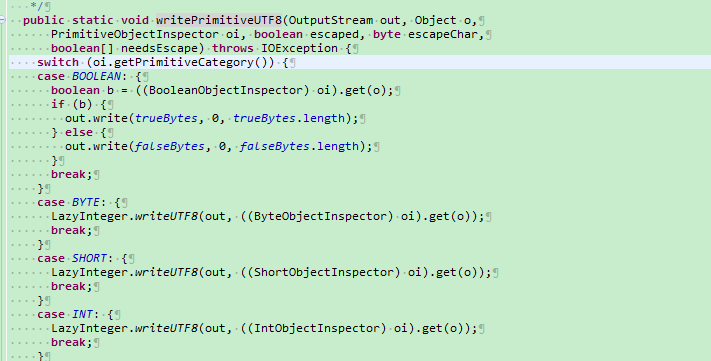 */
public static void writePrimitiveUTF8(OutputStream out, Object o,
PrimitiveObjectInspector oi, boolean escaped, byte escapeChar,
boolean[] needsEscape) throws IOException {
switch (oi.getPrimitiveCategory()) {
case BOOLEAN: {
boolean b = ((BooleanObjectInspector) oi).get(o);
if (b) {
out.write(trueBytes, 0, trueBytes.length);
} else {
out.write(falseBytes, 0, falseBytes.length);
}
break;
}
case BYTE: {
LazyInteger.writeUTF8(out, ((ByteObjectInspector) oi).get(o));
break;
}
case SHORT: {
LazyInteger.writeUTF8(out, ((ShortObjectInspector) oi).get(o));
break;
}
case INT: {
LazyInteger.writeUTF8(out, ((IntObjectInspector) oi).get(o));
break;
}